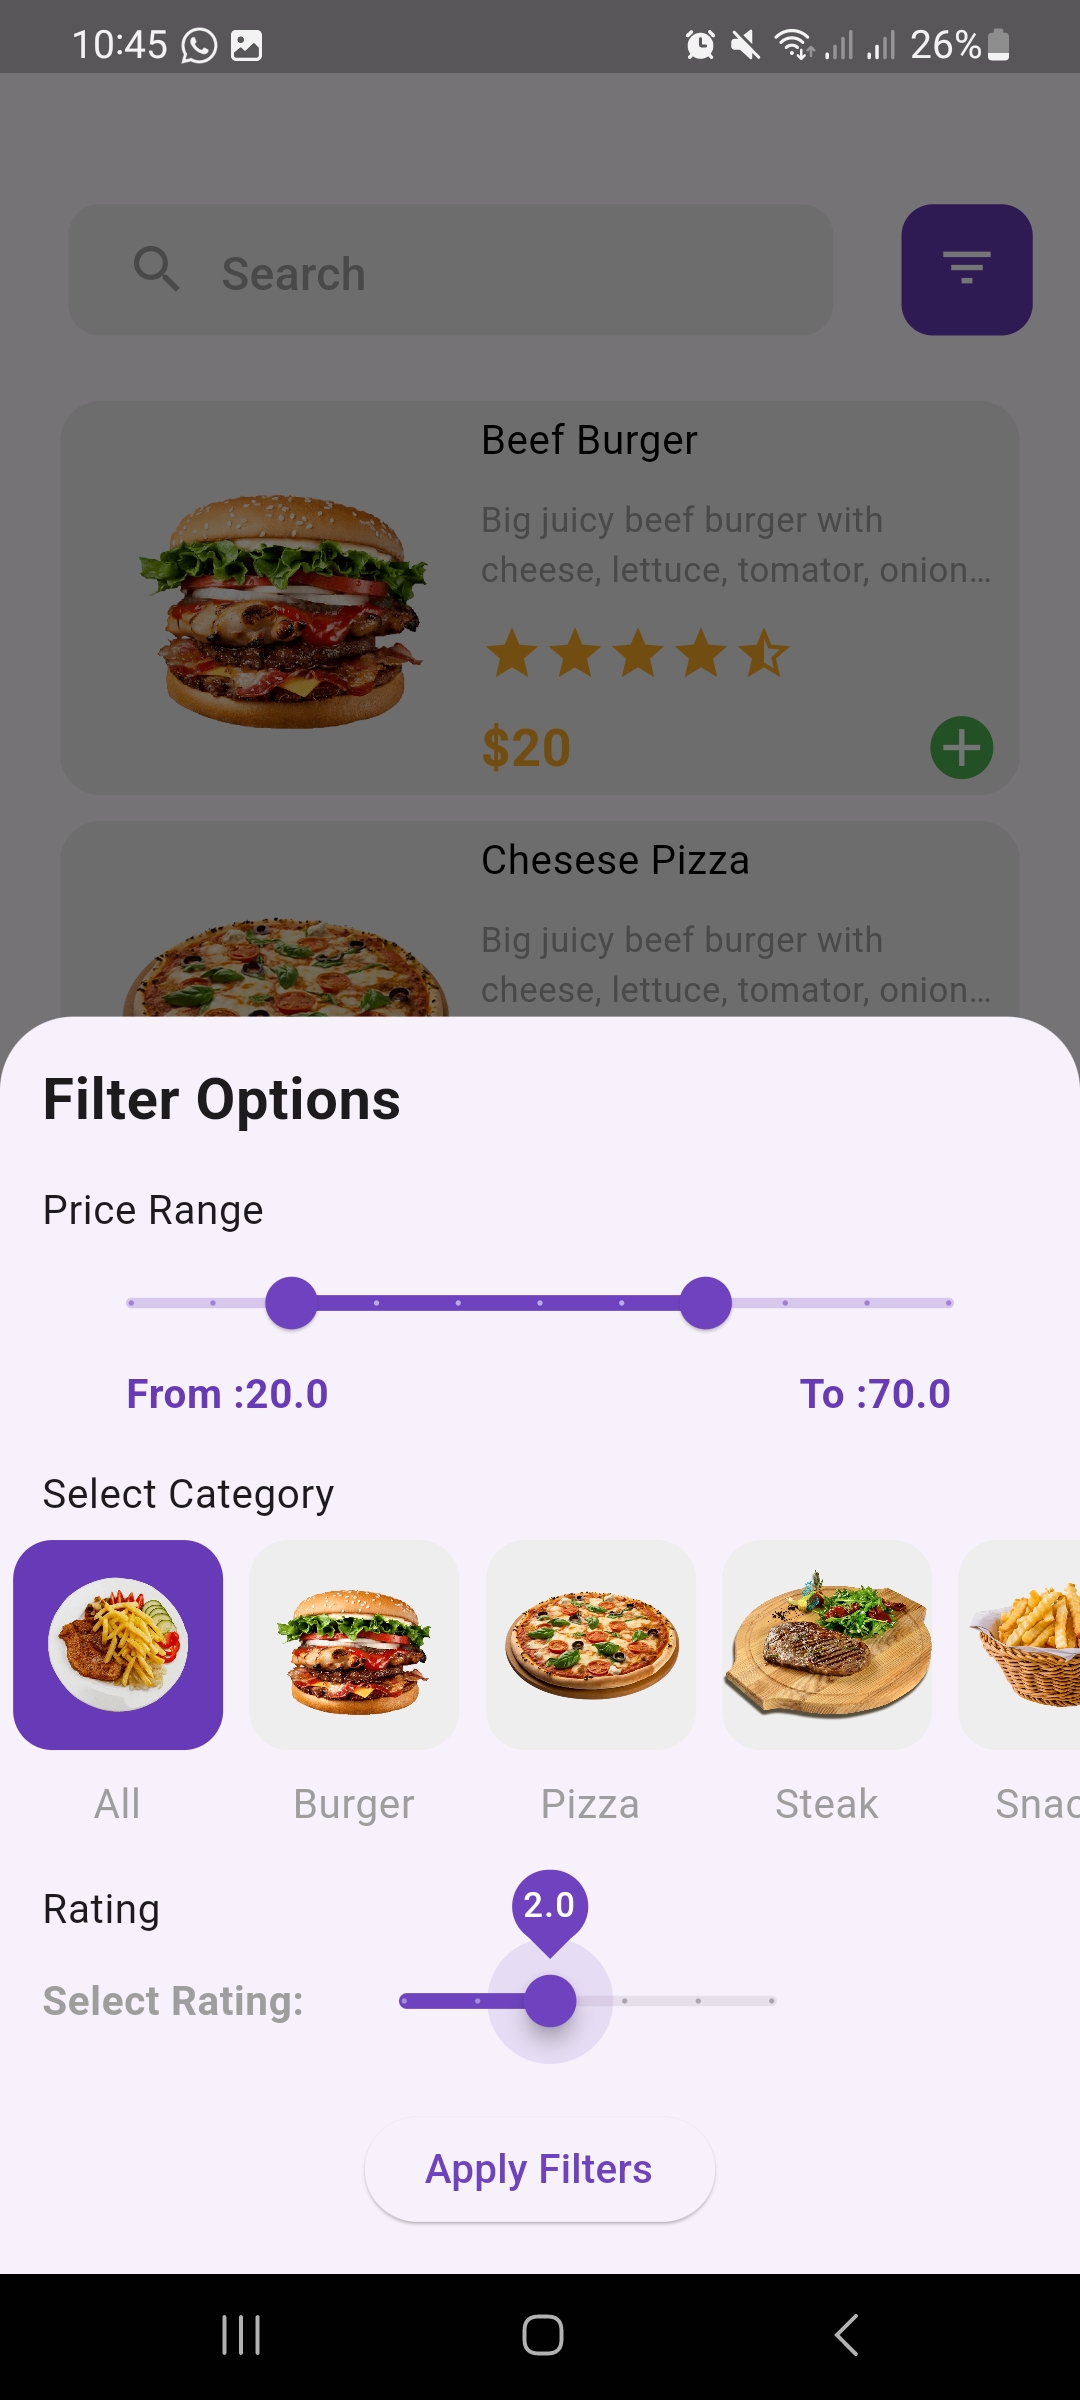 10:45
26%
Search
Beef Burger
Big juicy beef burger with
cheese, lettuce, tomator, onion…
$20
Chesese Pizza
Big juicy beef burger with
cheese, lettuce, tomator, onion…
Filter Options
Price Range
From :20.0
To :70.0
Select Category
All
Burger
Pizza
Steak
Snac
Rating
2.0
Select Rating:
Apply Filters